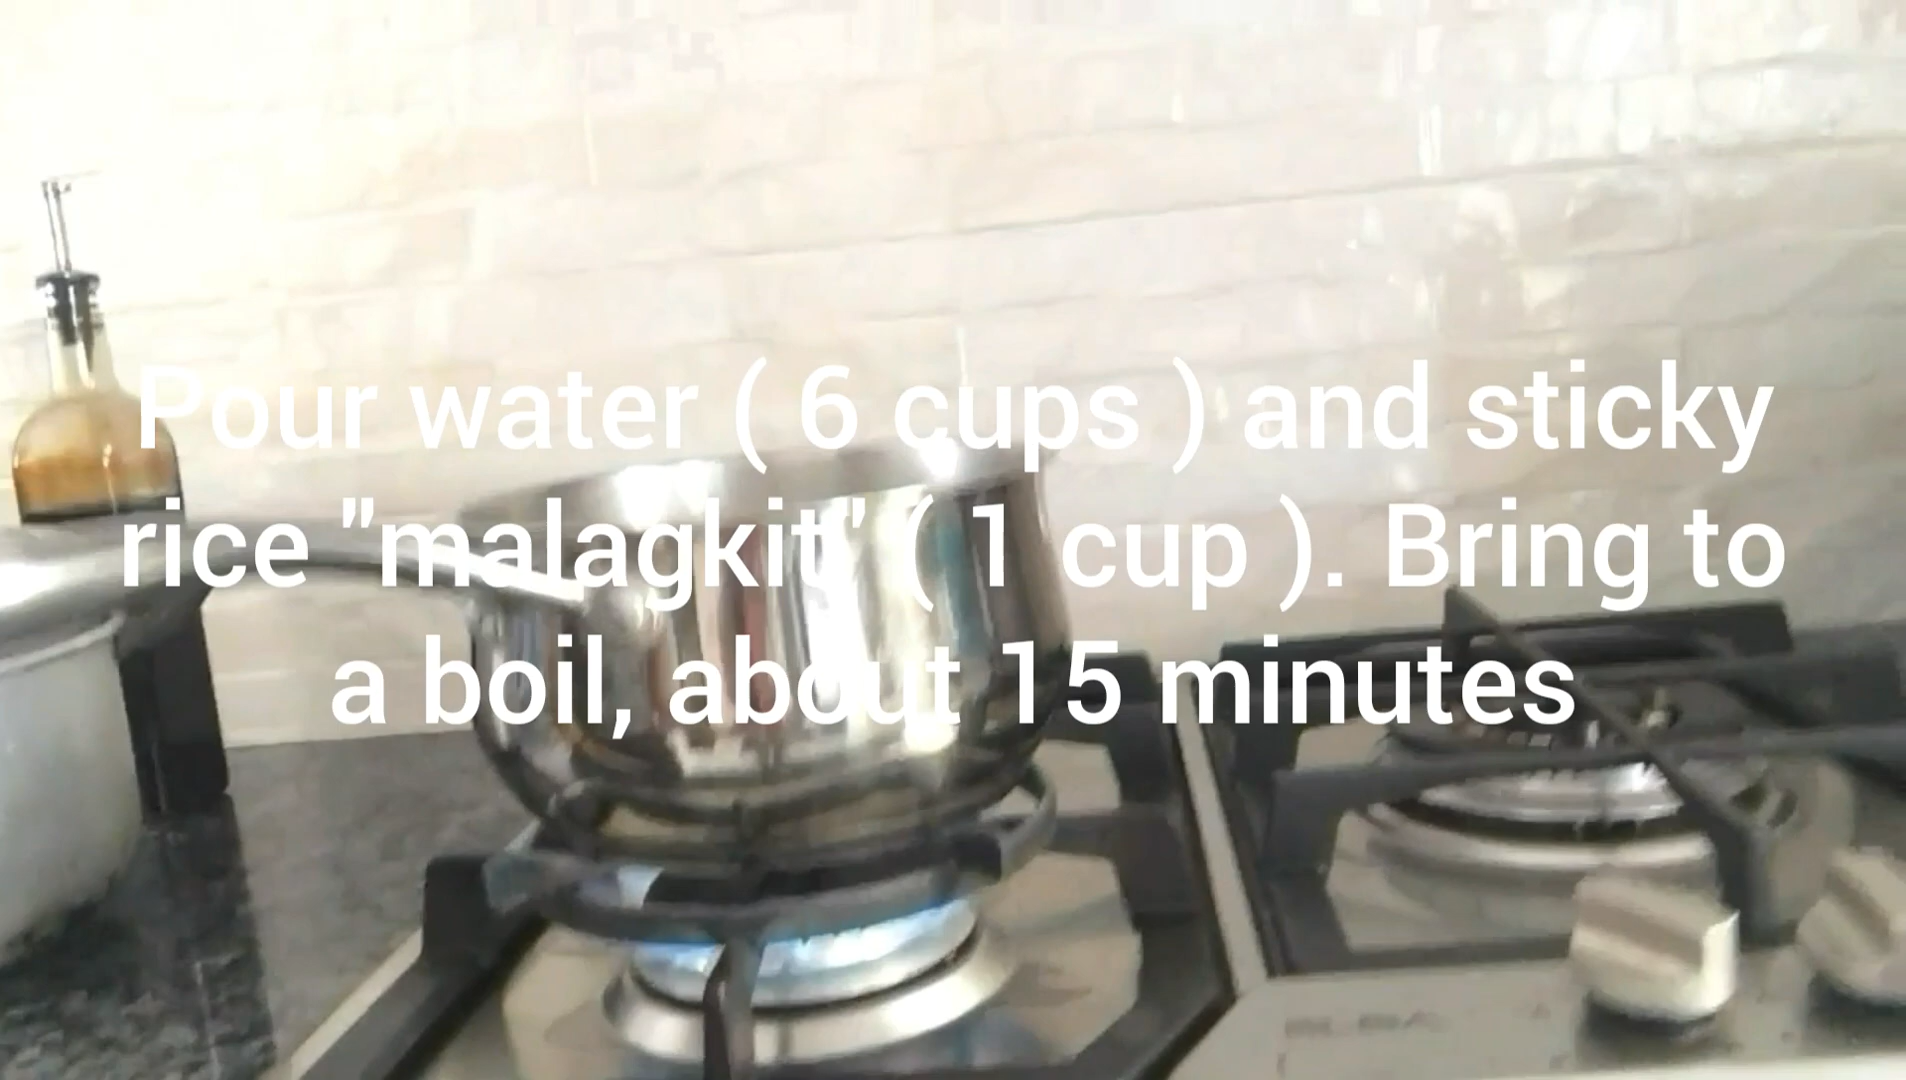 Pour water ( 6 cups ) and sticky
rice "malagkit" ( 1 cup ). Bring to
a boil, about 15 minutes